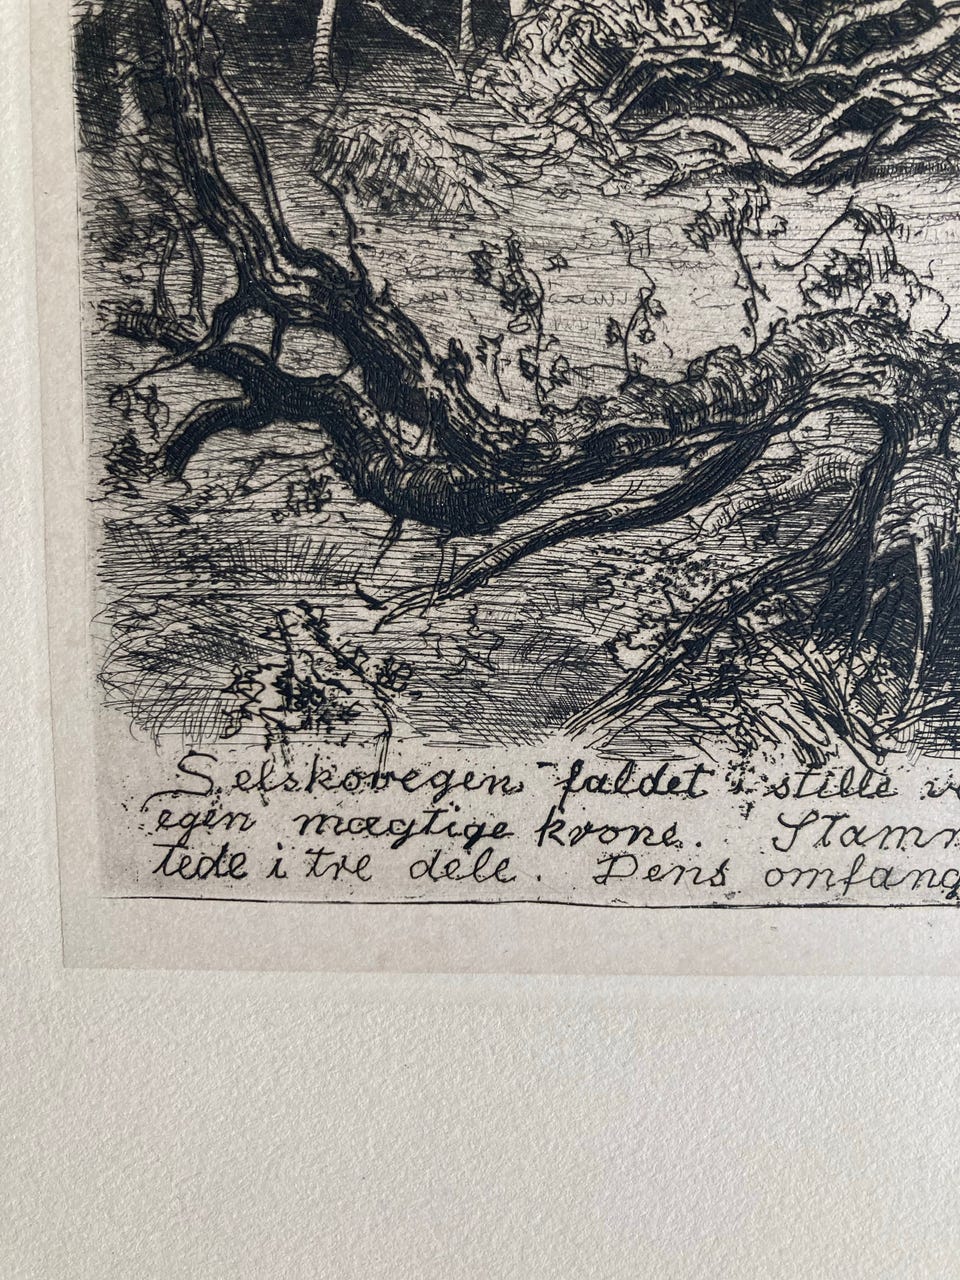 Selskovegen faldet i stille
egen mægtige krone. Stamm
tede i tre dele. Dens omfang